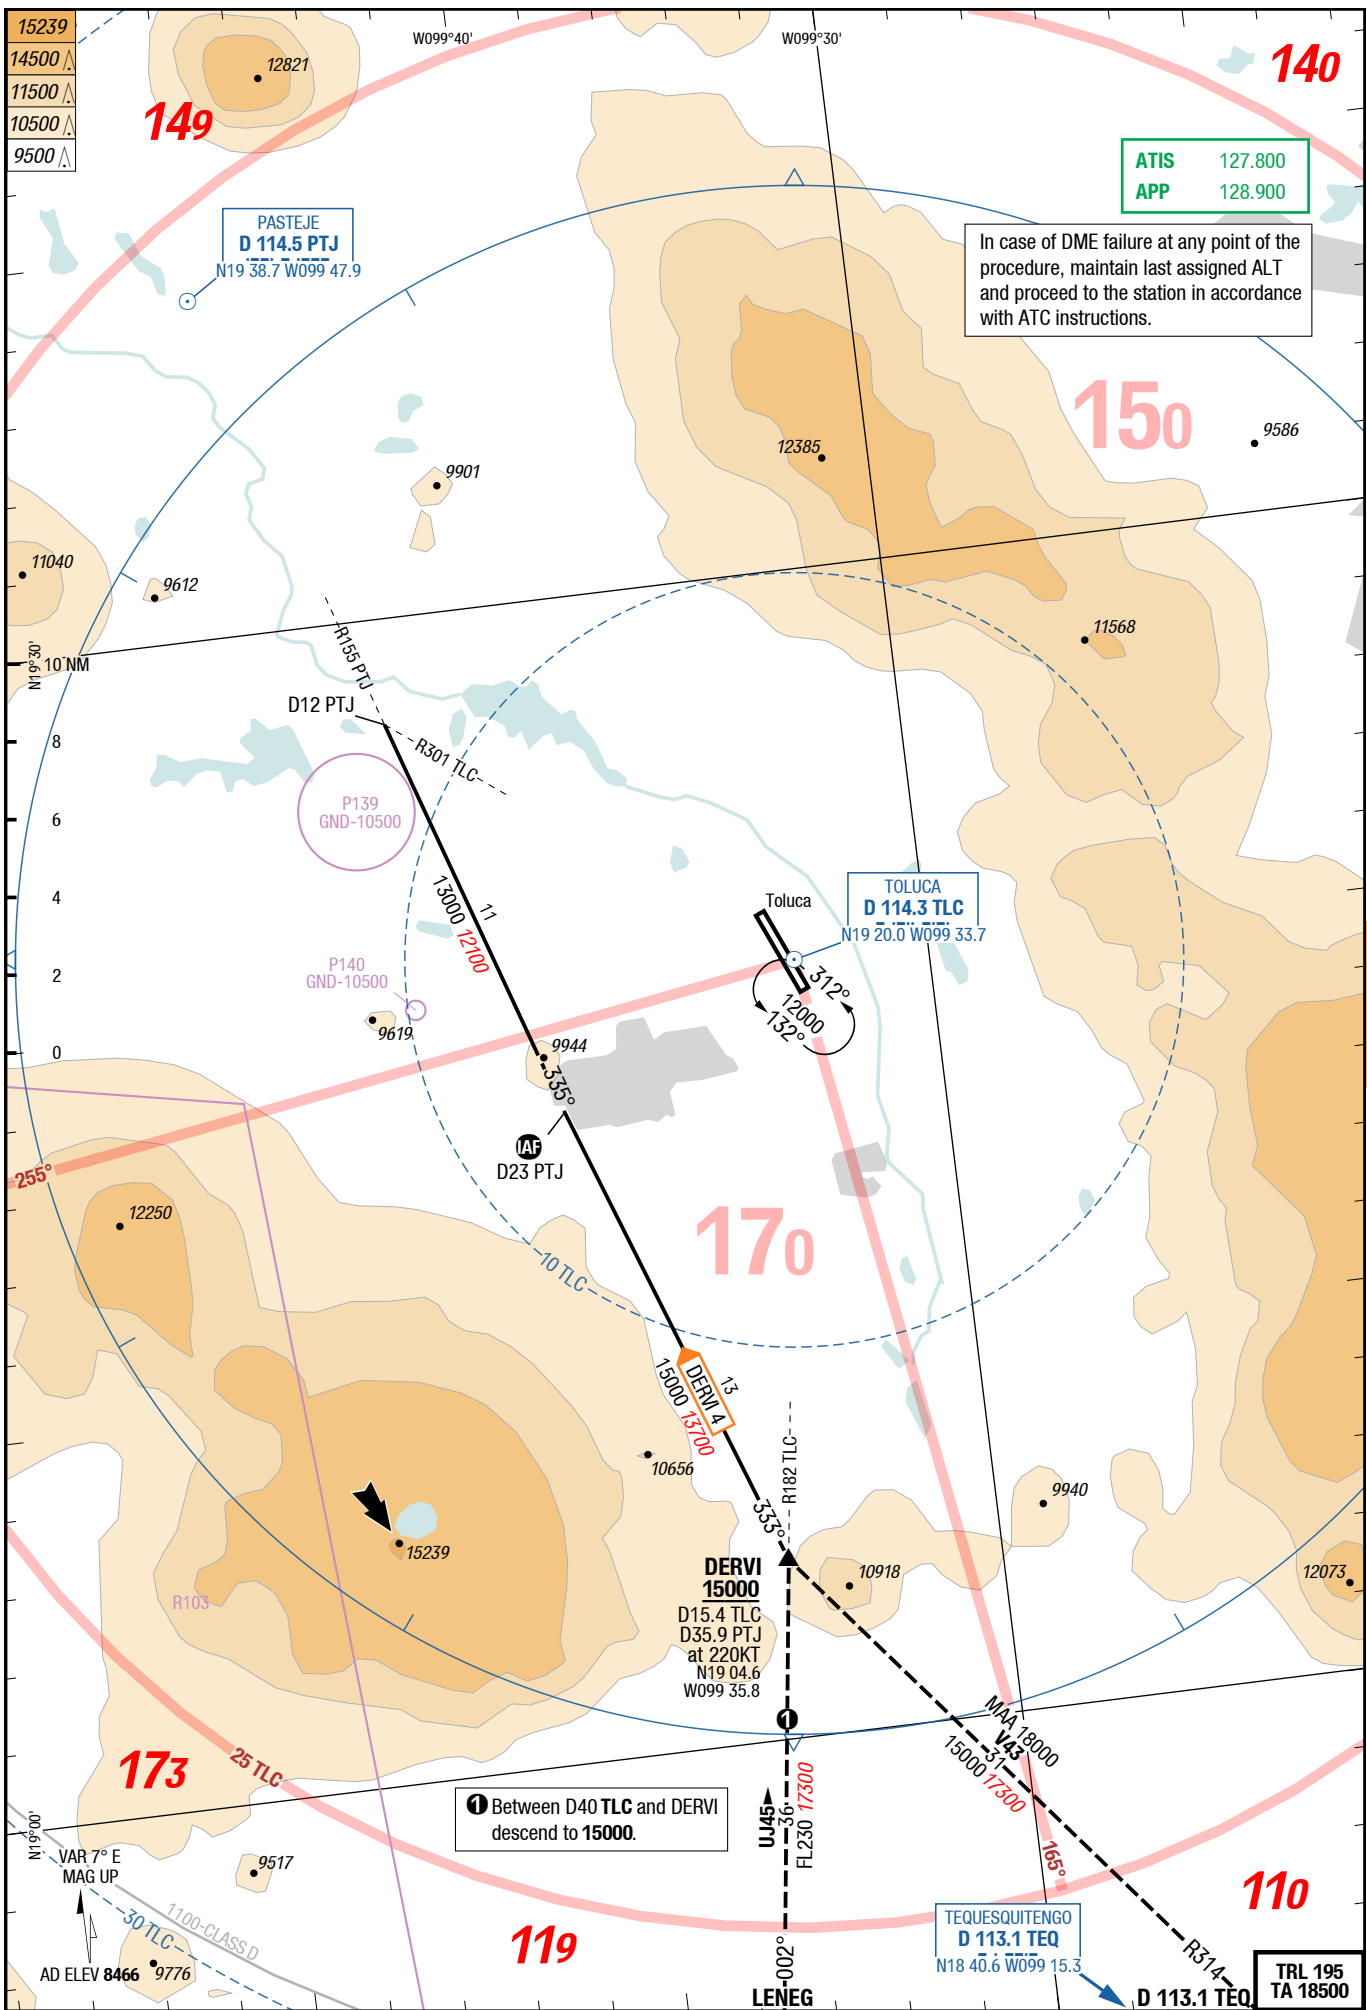 15239
14500
11500
10500
9500
W099°40'
W099°30'
12821
149
140
ATIS 127.800
APP 128.900
PASTEJE
D 114.5 PTJ
N19 38.7 W099 47.9
In case of DME failure at any point of the
procedure, maintain last assigned ALT
and proceed to the station in accordance
with ATC instructions.
150
9586
12385
9901
11040
9612
11568
N19°30'
10 NM
8
6
4
2
0
R155 PTJ
D12 PTJ
R301 TLC
P139
GND-10500
11
13000 12100
Toluca
TOLUCA
D 114.3 TLC
N19 20.0 W099 33.7
P140
GND-10500
312°
12000
132°
9619
9944
335°
IAF
D23 PTJ
255°
12250
170
10 TLC
13
DERVI 4
15000 13700
R182 TLC
10656
9940
333°
15239
10918
12073
DERVI
15000
D15.4 TLC
D35.9 PTJ
at 220KT
N19 04.6
W099 35.8
R103
1
MAA 18000
V43
31
15000 17300
173
25 TLC
1 Between D40 TLC and DERVI
descend to 15000.
UJ45
36
FL230 17300
N19°00'
VAR 7° E
MAG UP
9517
165°
110
1100-CLASS D
30 TLC
119
TEQUESQUITENGO
D 113.1 TEQ
N18 40.6 W099 15.3
AD ELEV 8466
9776
002°
LENEG
R314
D 113.1 TEQ
TRL 195
TA 18500